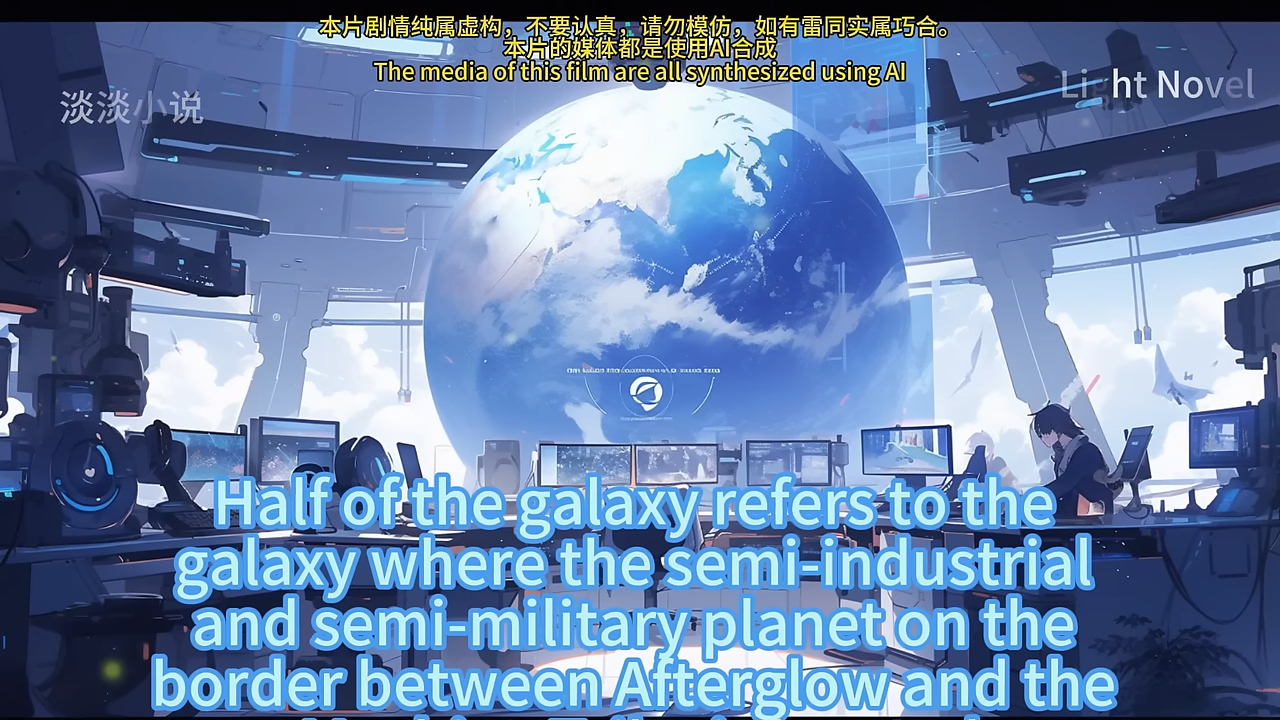 本片剧情纯属虚构，不要认真，请勿模仿，如有雷同实属巧合。
本片的媒体都是使用AI合成
The media of this film are all synthesized using AI
淡淡小说
Light Novel
Half of the galaxy refers to the
galaxy where the semi-industrial
and semi-military planet on the
border between Afterglow and the